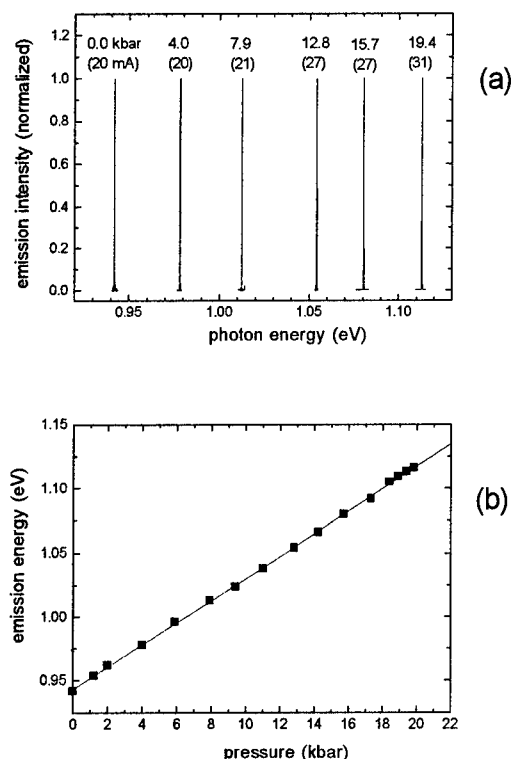 0.0 kbar 4.0 7.9 12.8 15.7 19.4
(20 mA) (20) (21) (27) (27) (31)
(a)
emission intensity (normalized)
1.2
1.0
0.8
0.6
0.4
0.2
0.0
0.95 1.00 1.05 1.10
photon energy (eV)
(b)
emission energy (eV)
1.15
1.10
1.05
1.00
0.95
0 2 4 6 8 10 12 14 16 18 20 22
pressure (kbar)